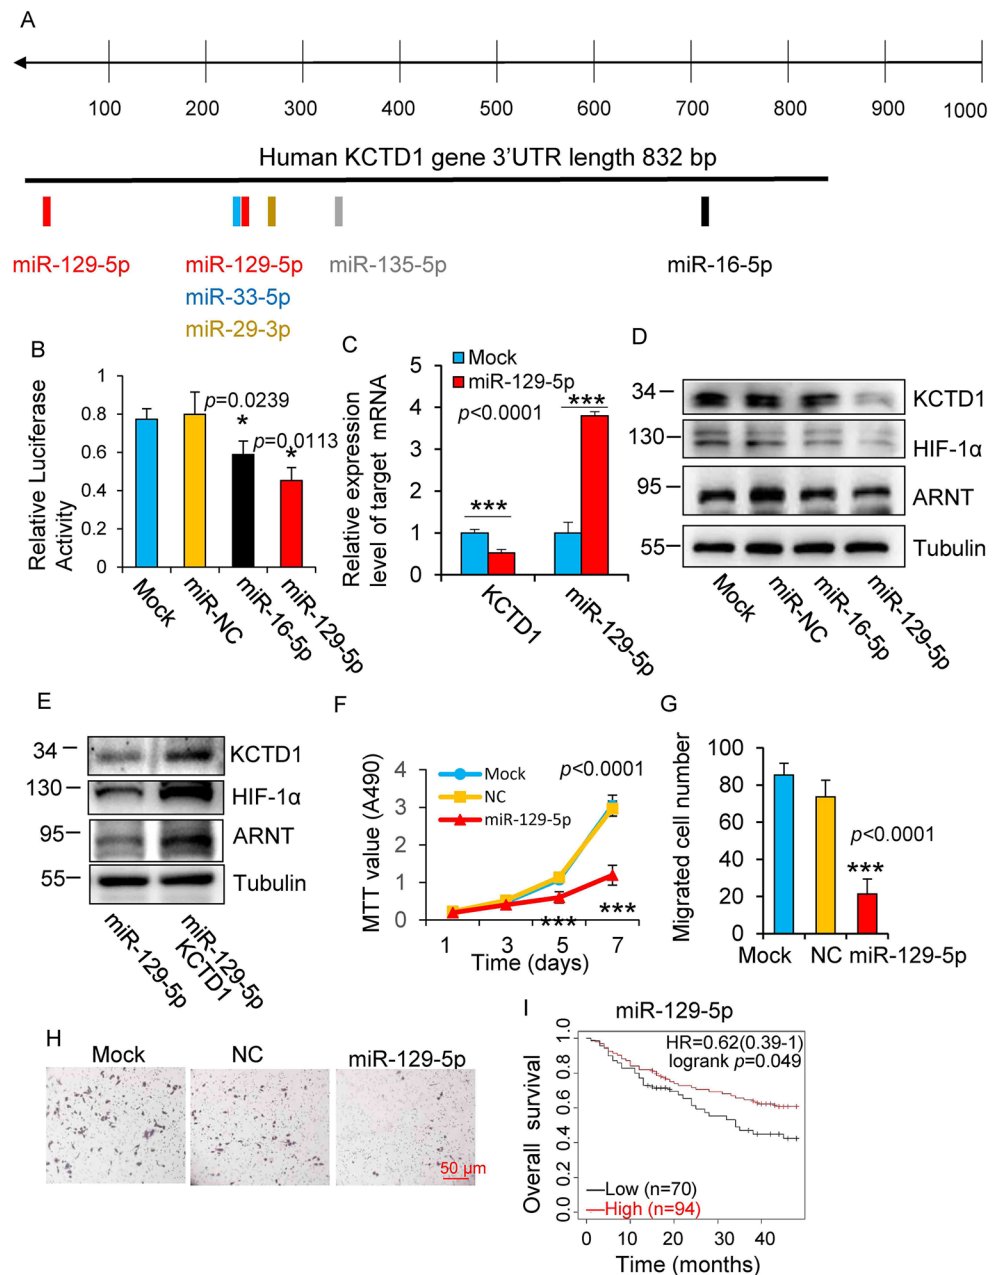 A
100 200 300 400 500 600 700 800 900 1000
Human KCTD1 gene 3’UTR length 832 bp
miR-129-5p miR-129-5p miR-135-5p miR-16-5p
miR-33-5p
miR-29-3p
B
Relative Luciferase
Activity
1
0.8
0.6
0.4
0.2
0
p=0.0239
*
p=0.0113
*
Mock
miR-NC
miR-16-5p
miR-129-5p
C
Relative expression
level of target mRNA
5
4
3
2
1
0
Mock
miR-129-5p
p<0.0001
***
***
KCTD1
miR-129-5p
D
34
KCTD1
130
HIF-1α
95
ARNT
55
Tubulin
Mock
miR-NC
miR-16-5p
miR-129-5p
E
34
KCTD1
130
HIF-1α
95
ARNT
55
Tubulin
miR-129-5p
miR-129-5p
KCTD1
F
MTT value (A490)
4
3
2
1
0
Mock
NC
miR-129-5p
p<0.0001
***
***
1 3 5 7
Time (days)
G
Migrated cell number
100
80
60
40
20
0
p<0.0001
***
Mock NC miR-129-5p
H
Mock NC miR-129-5p
50 μm
I
miR-129-5p
Overall survival
1.0
0.8
0.6
0.4
0.2
0.0
HR=0.62(0.39-1)
logrank p=0.049
Low (n=70)
High (n=94)
0 10 20 30 40
Time (months)